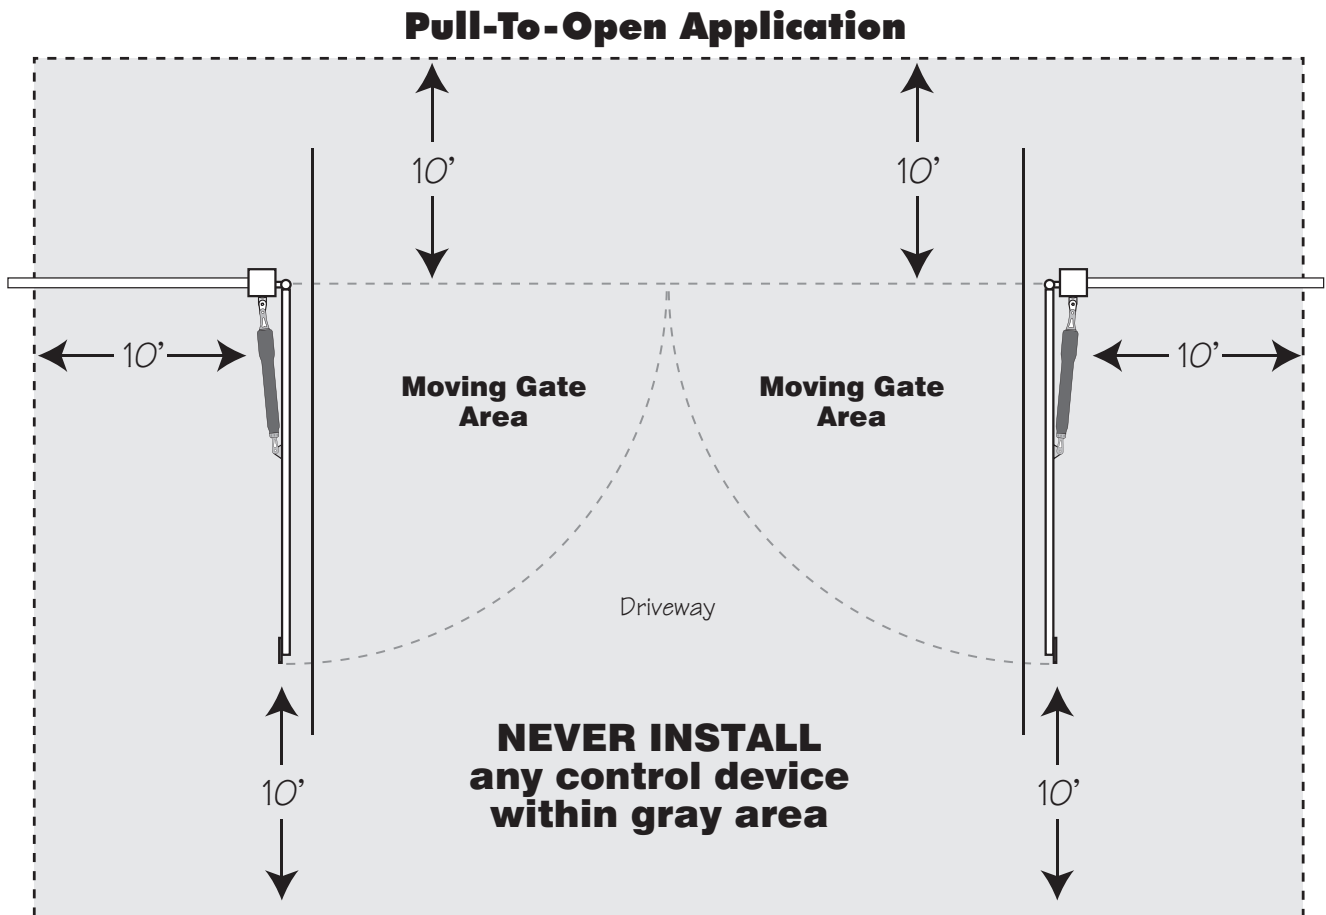 Pull-To-Open Application
10’
10’
10’
10’
Moving Gate
Area
Moving Gate
Area
Driveway
NEVER INSTALL
any control device
within gray area
10’
10’